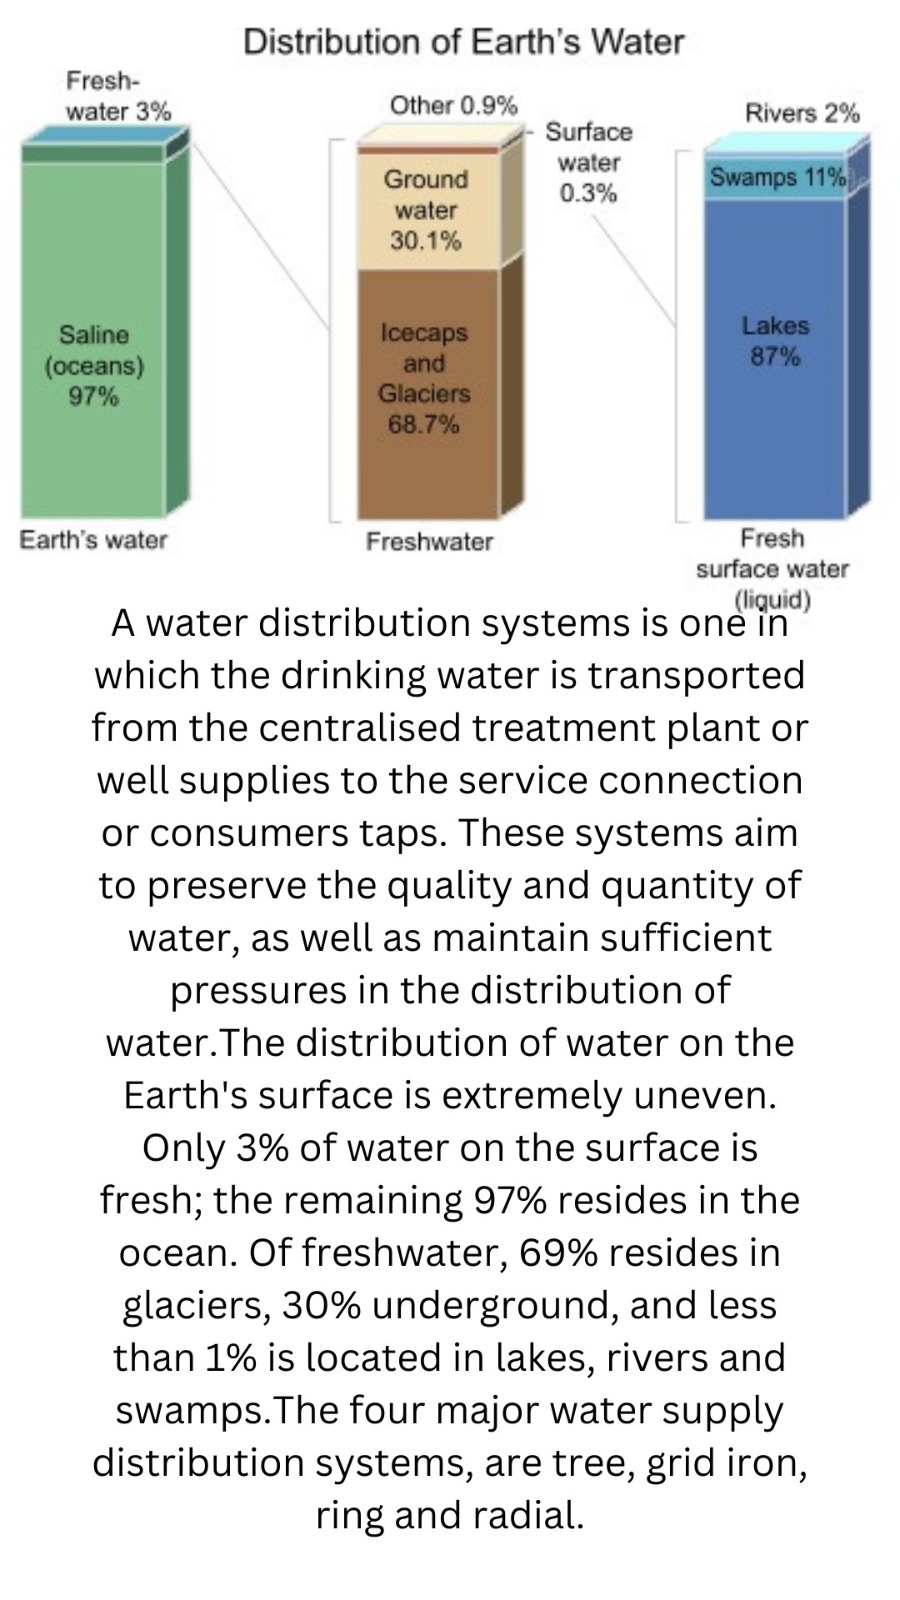 Distribution of Earth's Water
Fresh-
water 3%
Saline
(oceans)
97%
Earth's water
Other 0.9%
Surface
water
0.3%
Ground
water
30.1%
Icecaps
and
Glaciers
68.7%
Freshwater
Rivers 2%
Swamps 11%
Lakes
87%
Fresh
surface water
(liquid)
A water distribution systems is one in
which the drinking water is transported
from the centralised treatment plant or
well supplies to the service connection
or consumers taps. These systems aim
to preserve the quality and quantity of
water, as well as maintain sufficient
pressures in the distribution of
water.The distribution of water on the
Earth's surface is extremely uneven.
Only 3% of water on the surface is
fresh; the remaining 97% resides in the
ocean. Of freshwater, 69% resides in
glaciers, 30% underground, and less
than 1% is located in lakes, rivers and
swamps.The four major water supply
distribution systems, are tree, grid iron,
ring and radial.